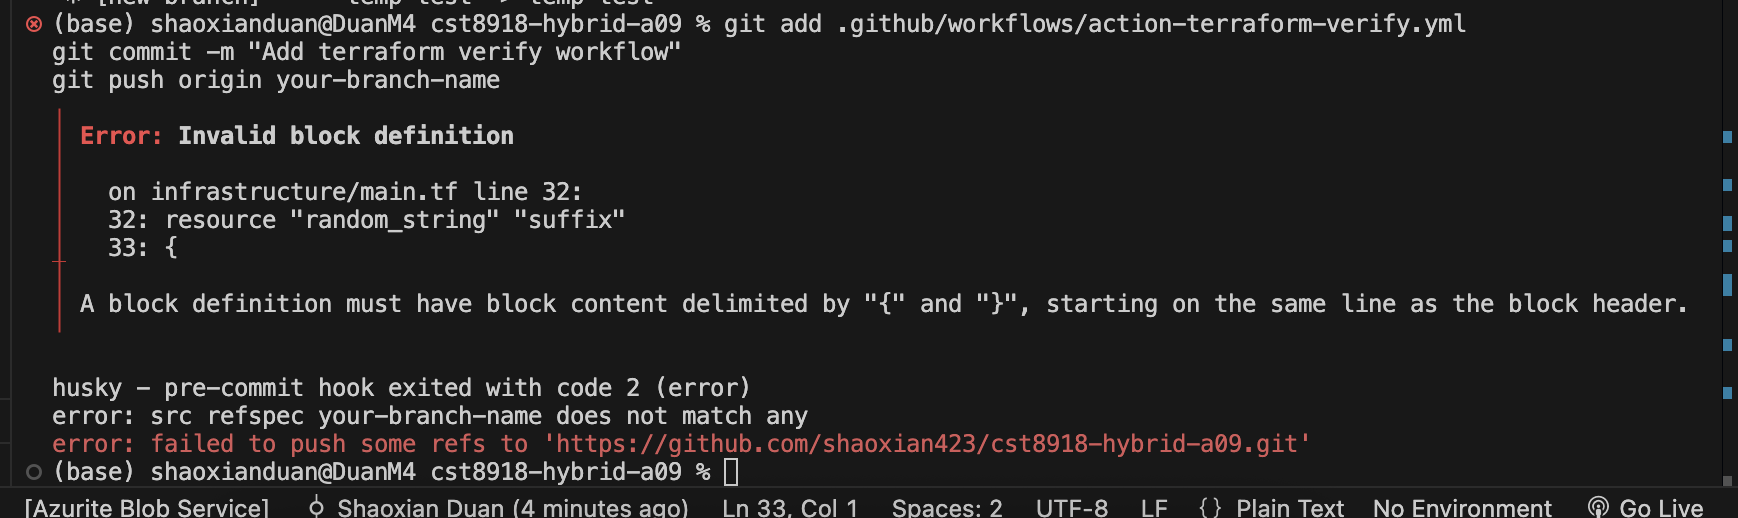 * [new branch] temp-test -> temp-test
(base) shaoxianduan@DuanM4 cst8918-hybrid-a09 % git add .github/workflows/action-terraform-verify.yml
git commit -m "Add terraform verify workflow"
git push origin your-branch-name
Error: Invalid block definition
on infrastructure/main.tf line 32:
32: resource "random_string" "suffix"
33: {
A block definition must have block content delimited by "{" and "}", starting on the same line as the block header.
husky - pre-commit hook exited with code 2 (error)
error: src refspec your-branch-name does not match any
error: failed to push some refs to 'https://github.com/shaoxian423/cst8918-hybrid-a09.git'
(base) shaoxianduan@DuanM4 cst8918-hybrid-a09 %
[Azurite Blob Service] Shaoxian Duan (4 minutes ago) Ln 33, Col 1 Spaces: 2 UTF-8 LF {} Plain Text No Environment Go Live